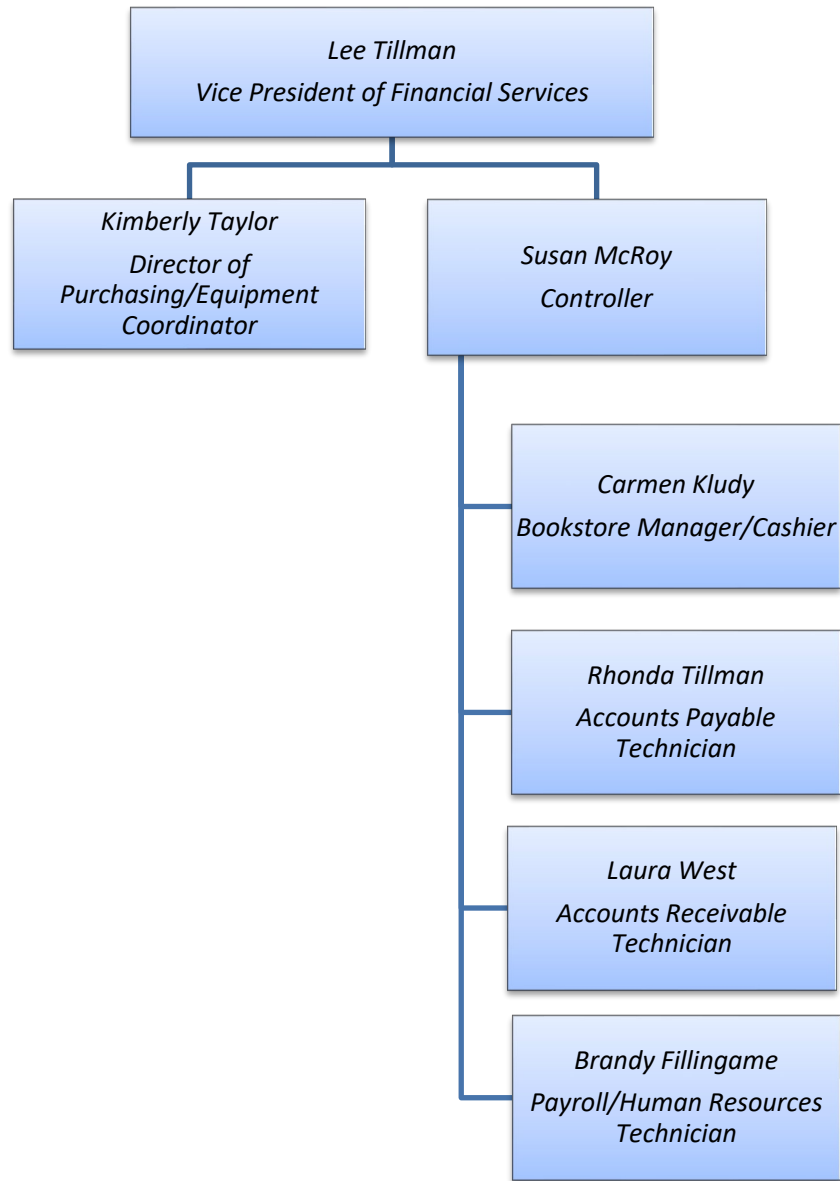 Lee Tillman
Vice President of Financial Services
Kimberly Taylor
Director of
Purchasing/Equipment
Coordinator
Susan McRoy
Controller
Carmen Kludy
Bookstore Manager/Cashier
Rhonda Tillman
Accounts Payable
Technician
Laura West
Accounts Receivable
Technician
Brandy Fillingame
Payroll/Human Resources
Technician